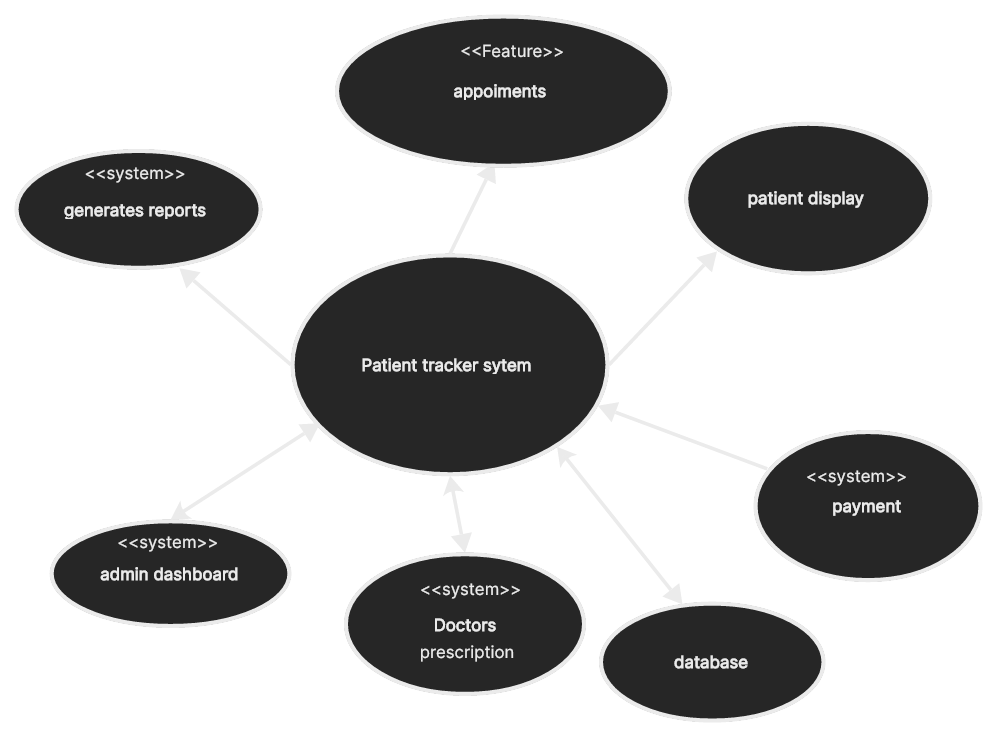 <<Feature>>
appoiments
<<system>>
generates reports
patient display
Patient tracker sytem
<<system>>
payment
<<system>>
admin dashboard
<<system>>
Doctors
prescription
database